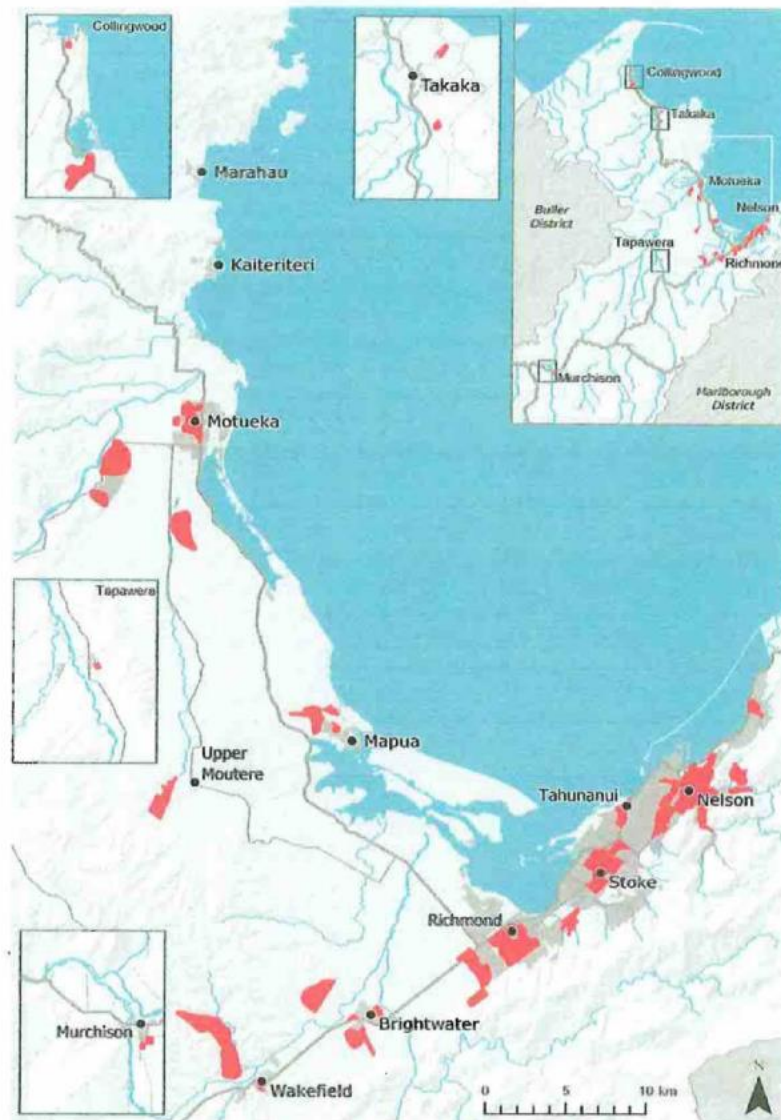 Collingwood
Takaka
Marahau
Kaiteriteri
Motueka
Tapawera
Upper
Moutere
Mapua
Tahunanui
Nelson
Stoke
Richmond
Murchison
Brightwater
Wakefield
Collingwood
Takaka
Motueka
Nelson
Buller
District
Tapawera
Richmond
Murchison
Marlborough
District
0 5 10 km
N